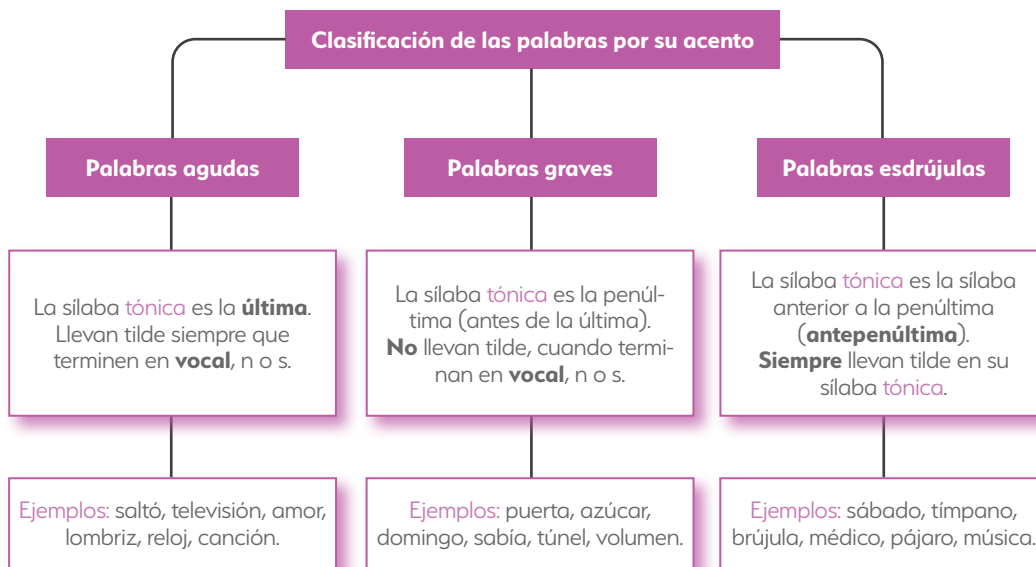 Clasificación de las palabras por su acento
Palabras agudas
La sílaba tónica es la última.
Llevan tilde siempre que
terminen en vocal, n o s.
Ejemplos: saltó, televisión, amor,
lombriz, reloj, canción.
Palabras graves
La sílaba tónica es la penúl-
tima (antes de la última).
No llevan tilde, cuando termi-
nan en vocal, n o s.
Ejemplos: puerta, azúcar,
domingo, sabía, túnel, volumen.
Palabras esdrújulas
La sílaba tónica es la sílaba
anterior a la penúltima
(antepenúltima).
Siempre llevan tilde en su
sílaba tónica.
Ejemplos: sábado, tímpano,
brújula, médico, pájaro, música.